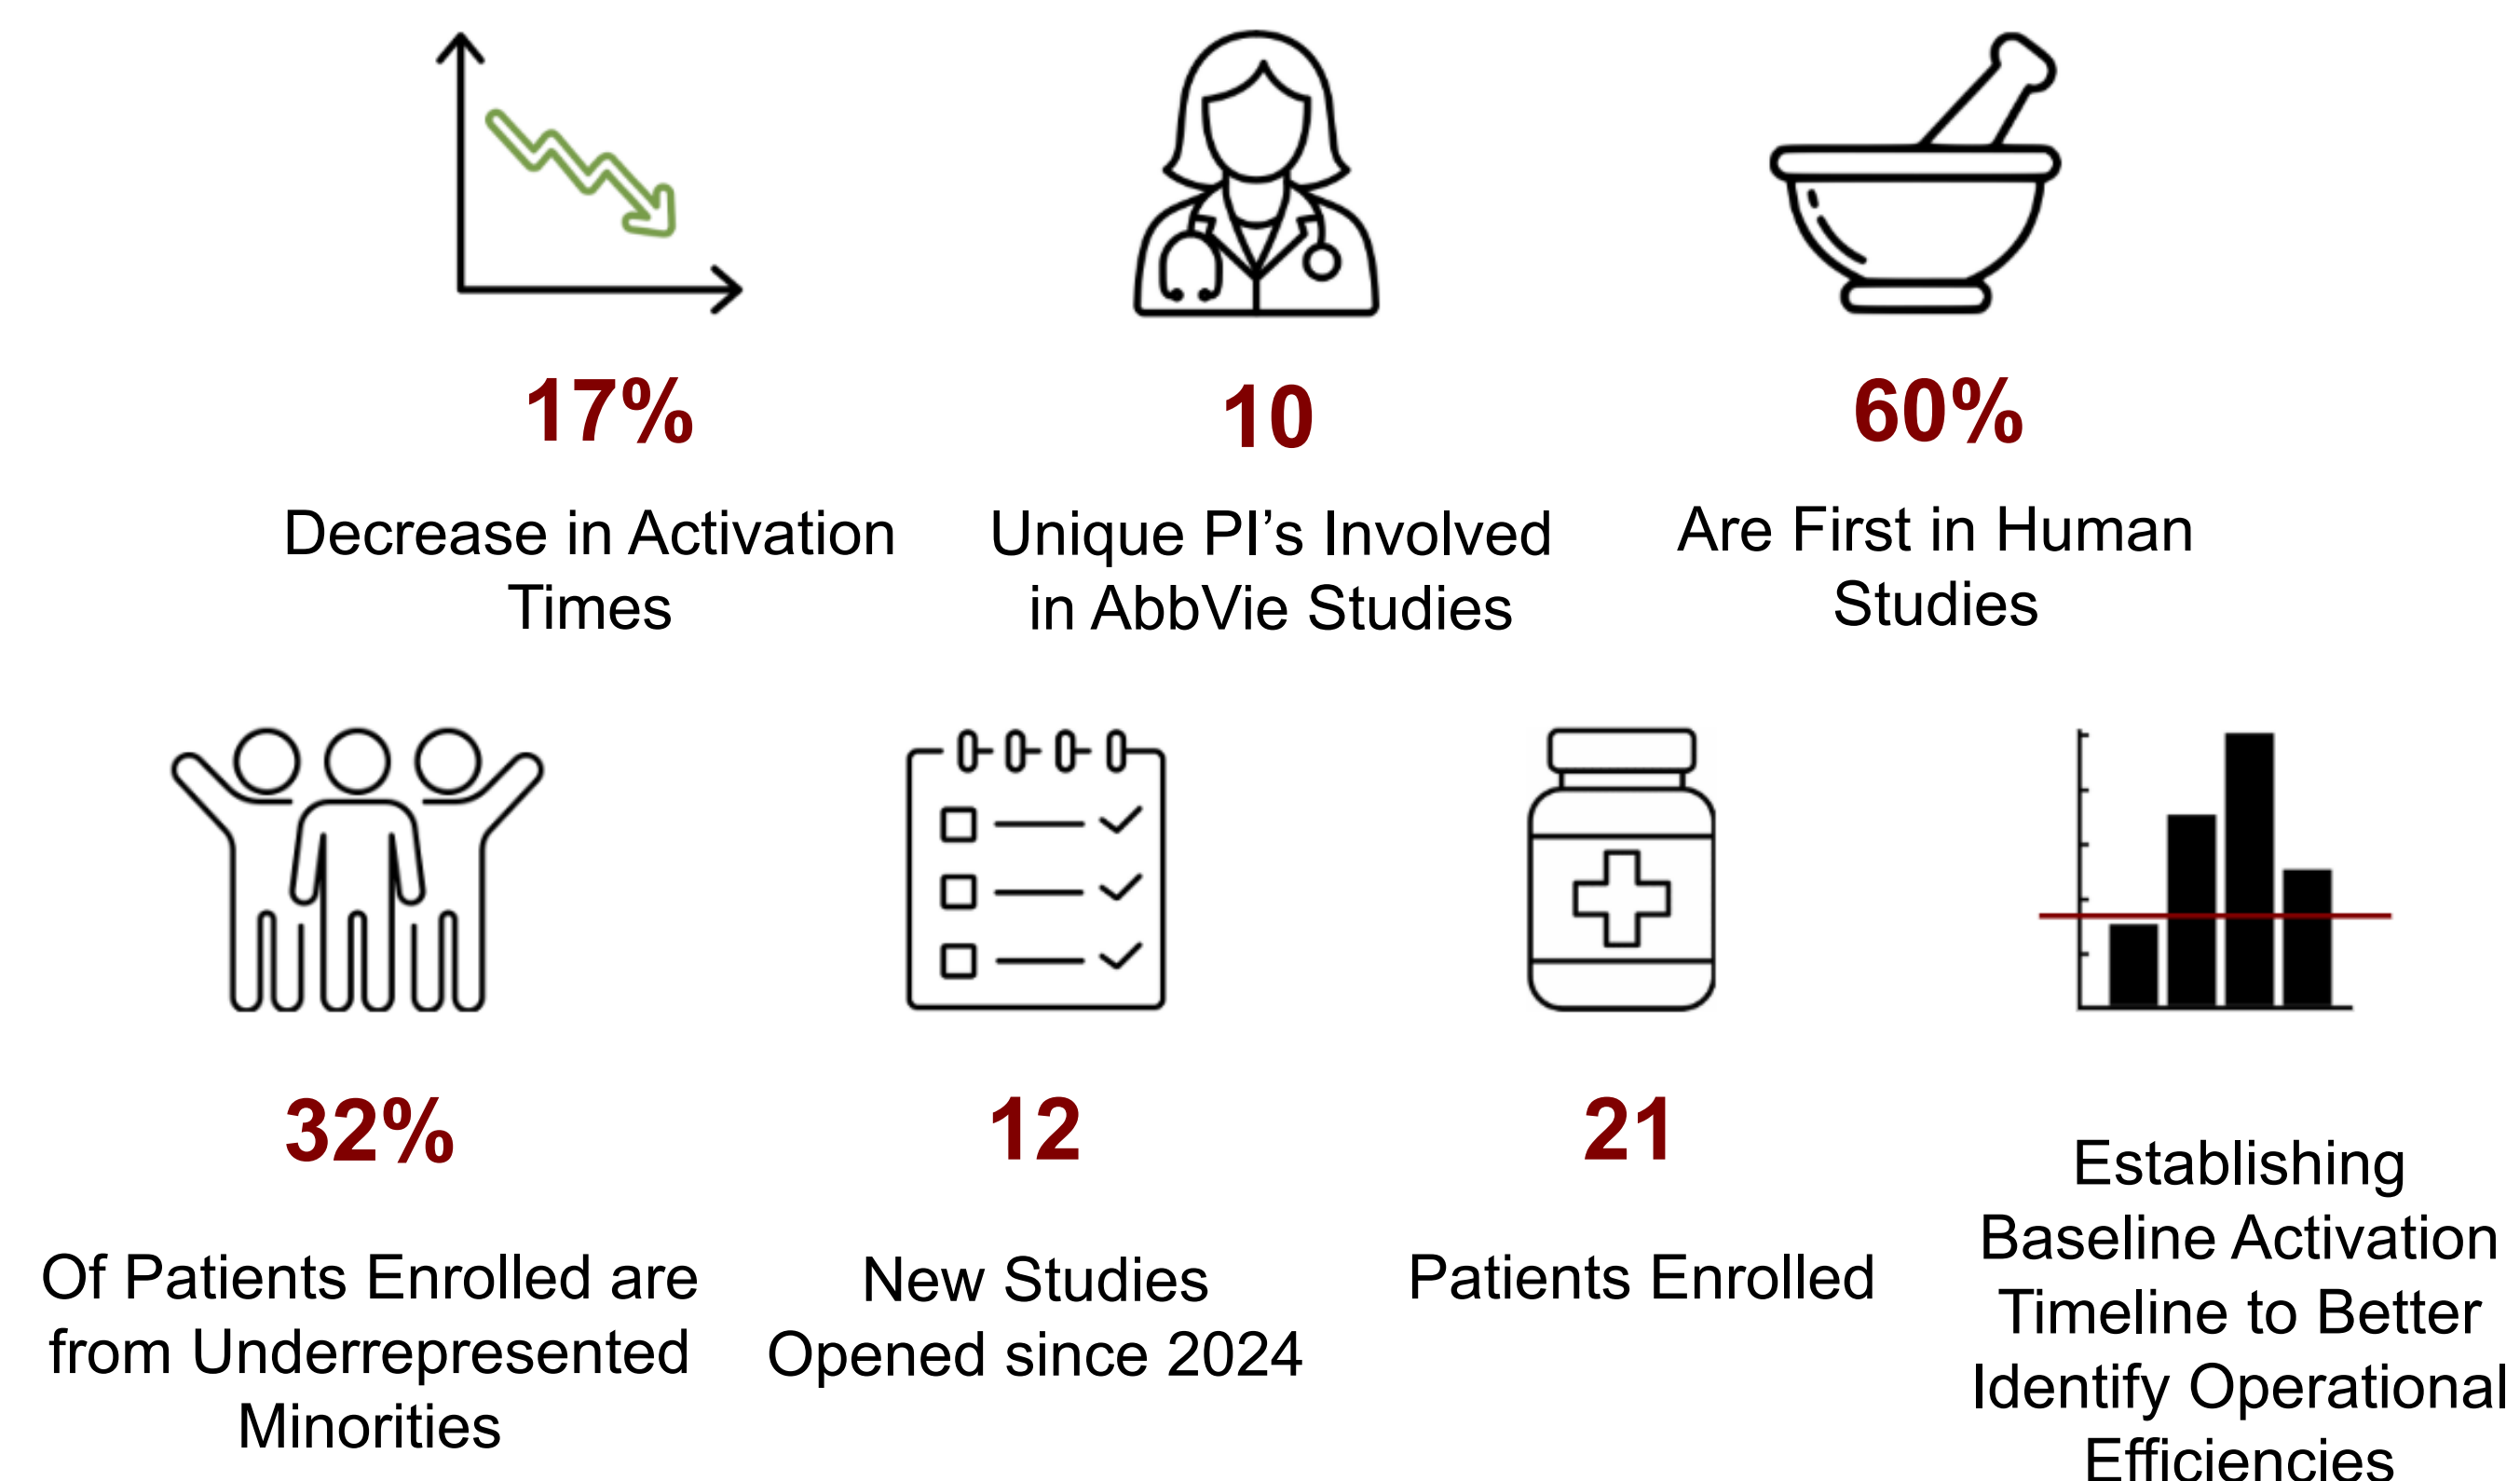 17%
Decrease in Activation
Times
10
Unique PI’s Involved
in AbbVie Studies
60%
Are First in Human
Studies
32%
Of Patients Enrolled are
from Underrepresented
Minorities
12
New Studies
Opened since 2024
21
Patients Enrolled
Establishing
Baseline Activation
Timeline to Better
Identify Operational
Efficiencies